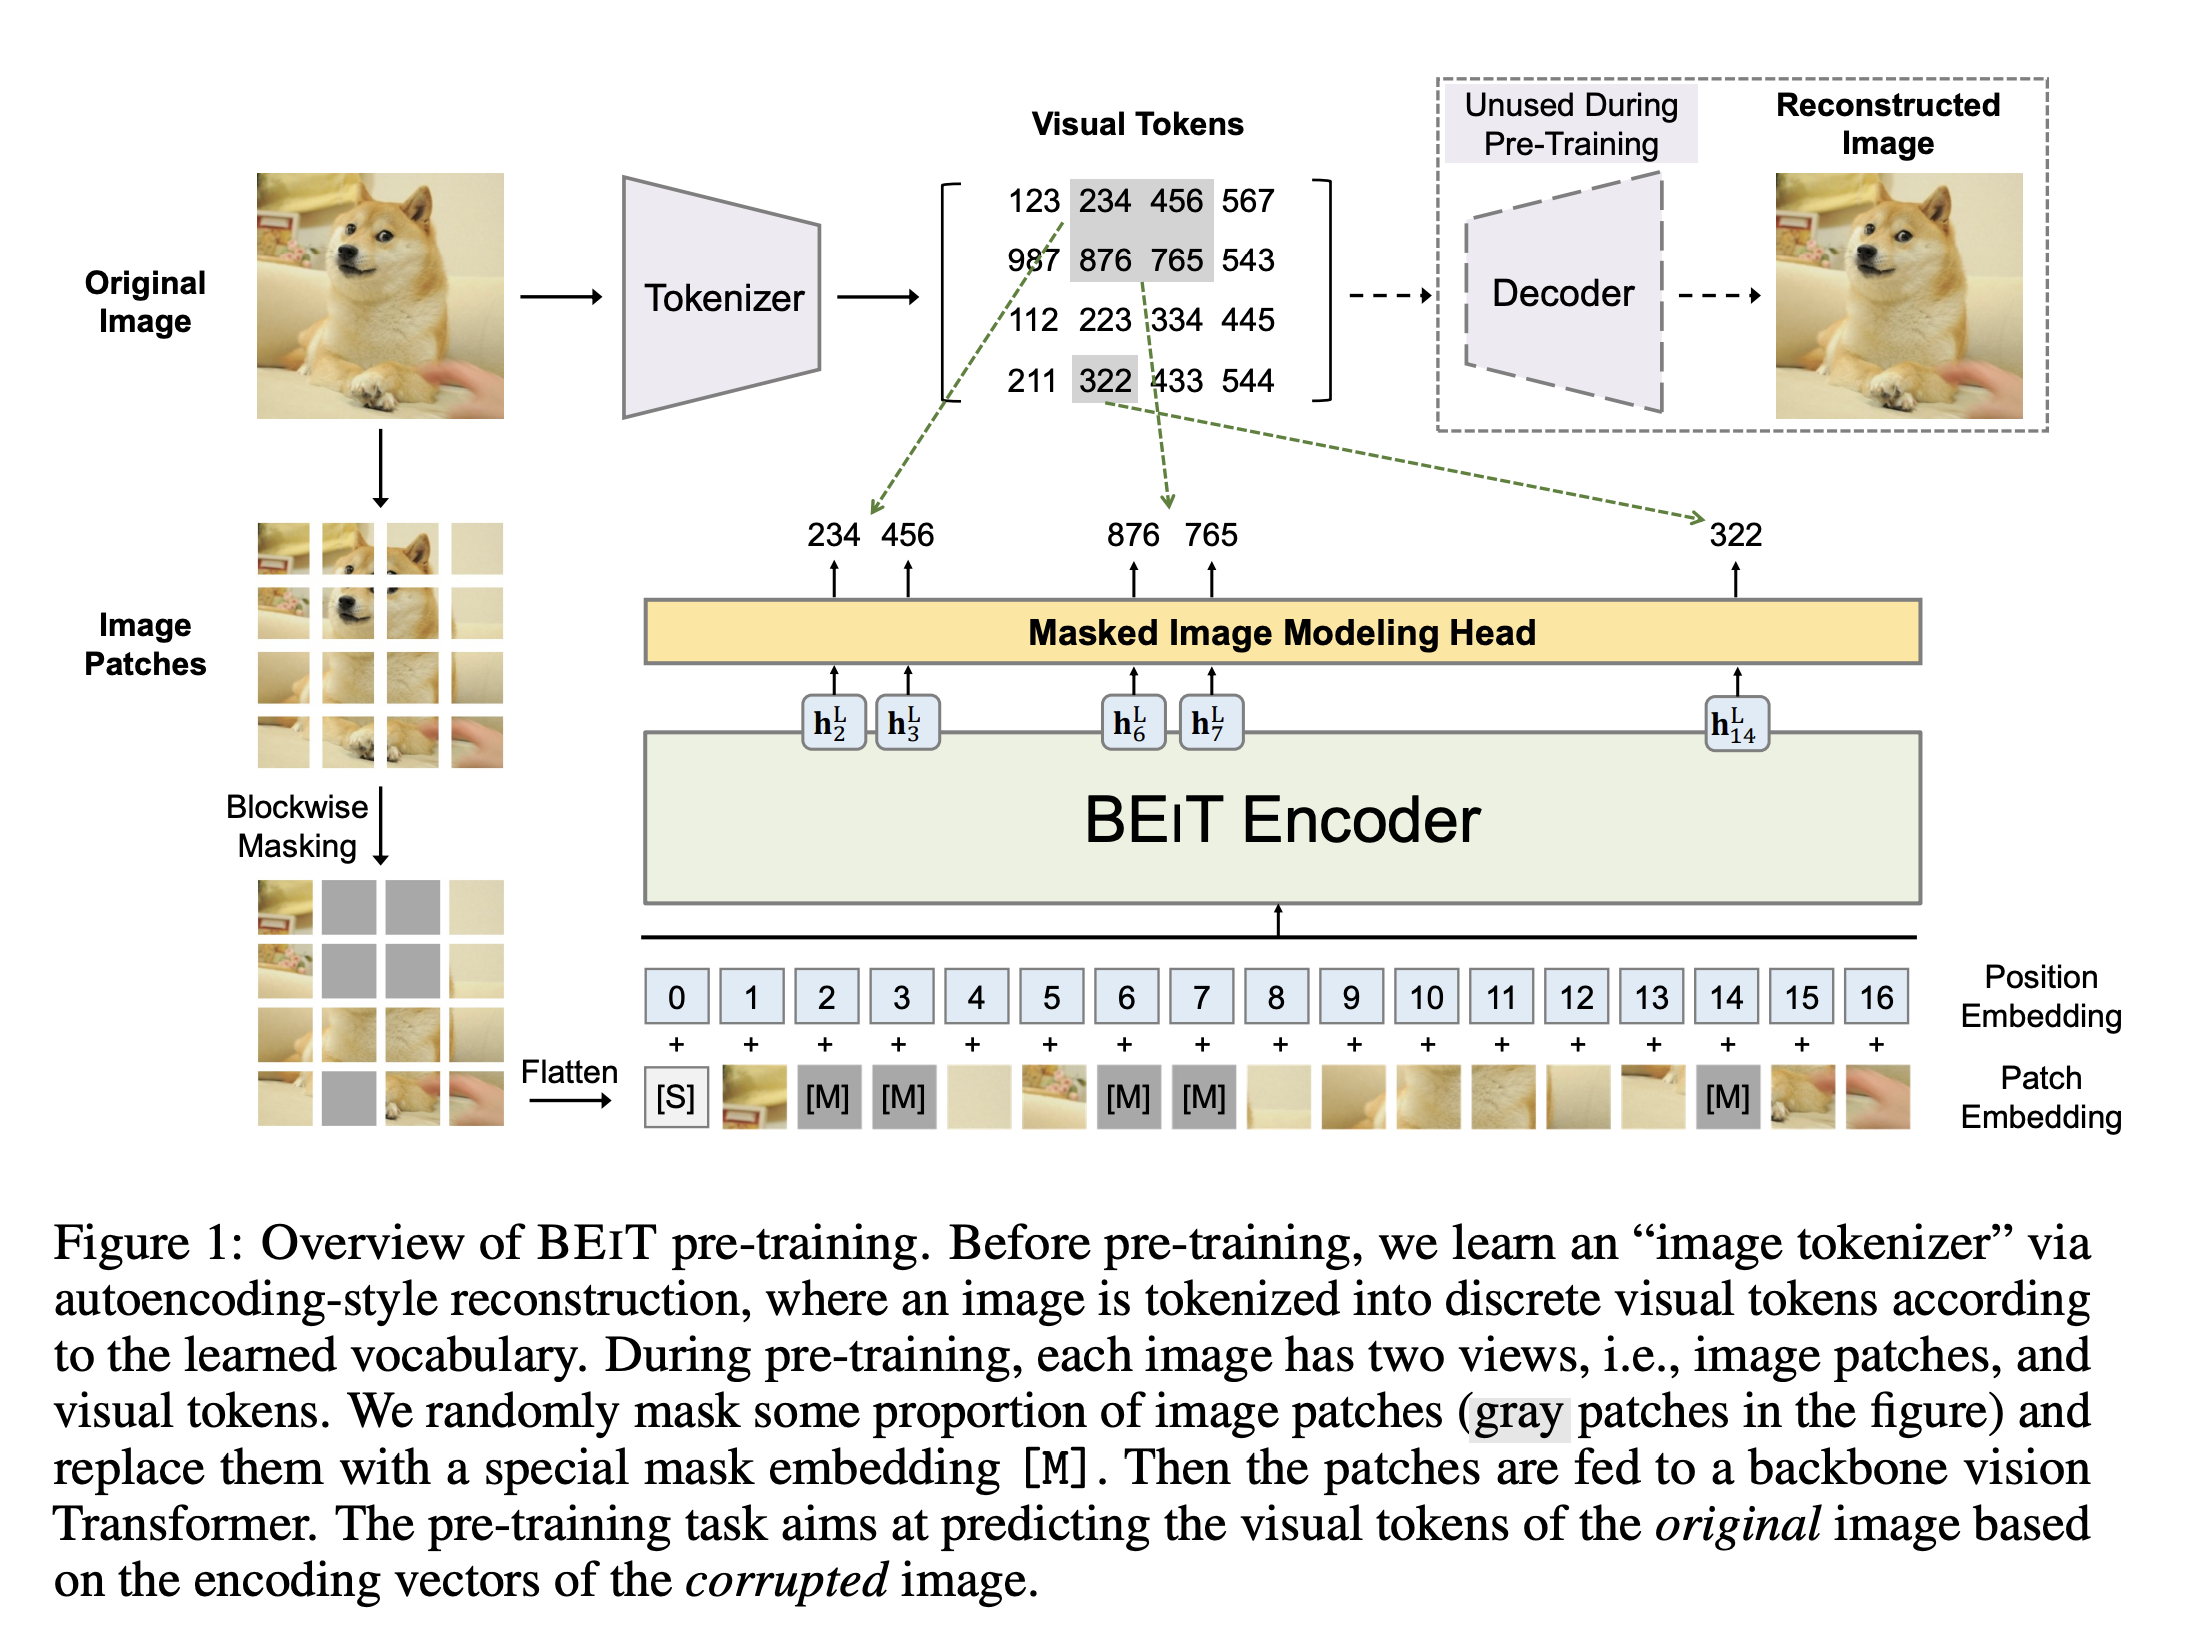 Visual Tokens
Unused During
Pre-Training
Reconstructed
Image
Original
Image
Tokenizer
123 234 456 567
987 876 765 543
112 223 334 445
211 322 433 544
Decoder
234 456 876 765 322
Image
Patches
Masked Image Modeling Head
h₂ᴸ h₃ᴸ h₆ᴸ h₇ᴸ h₁₄ᴸ
Blockwise
Masking
BEIT Encoder
0 1 2 3 4 5 6 7 8 9 10 11 12 13 14 15 16
Position
Embedding
+ + + + + + + + + + + + + + + + +
Flatten
[S] [M] [M] [M] [M] [M]
Patch
Embedding
Figure 1: Overview of BEIT pre-training. Before pre-training, we learn an “image tokenizer” via
autoencoding-style reconstruction, where an image is tokenized into discrete visual tokens according
to the learned vocabulary. During pre-training, each image has two views, i.e., image patches, and
visual tokens. We randomly mask some proportion of image patches (gray patches in the figure) and
replace them with a special mask embedding [M]. Then the patches are fed to a backbone vision
Transformer. The pre-training task aims at predicting the visual tokens of the original image based
on the encoding vectors of the corrupted image.